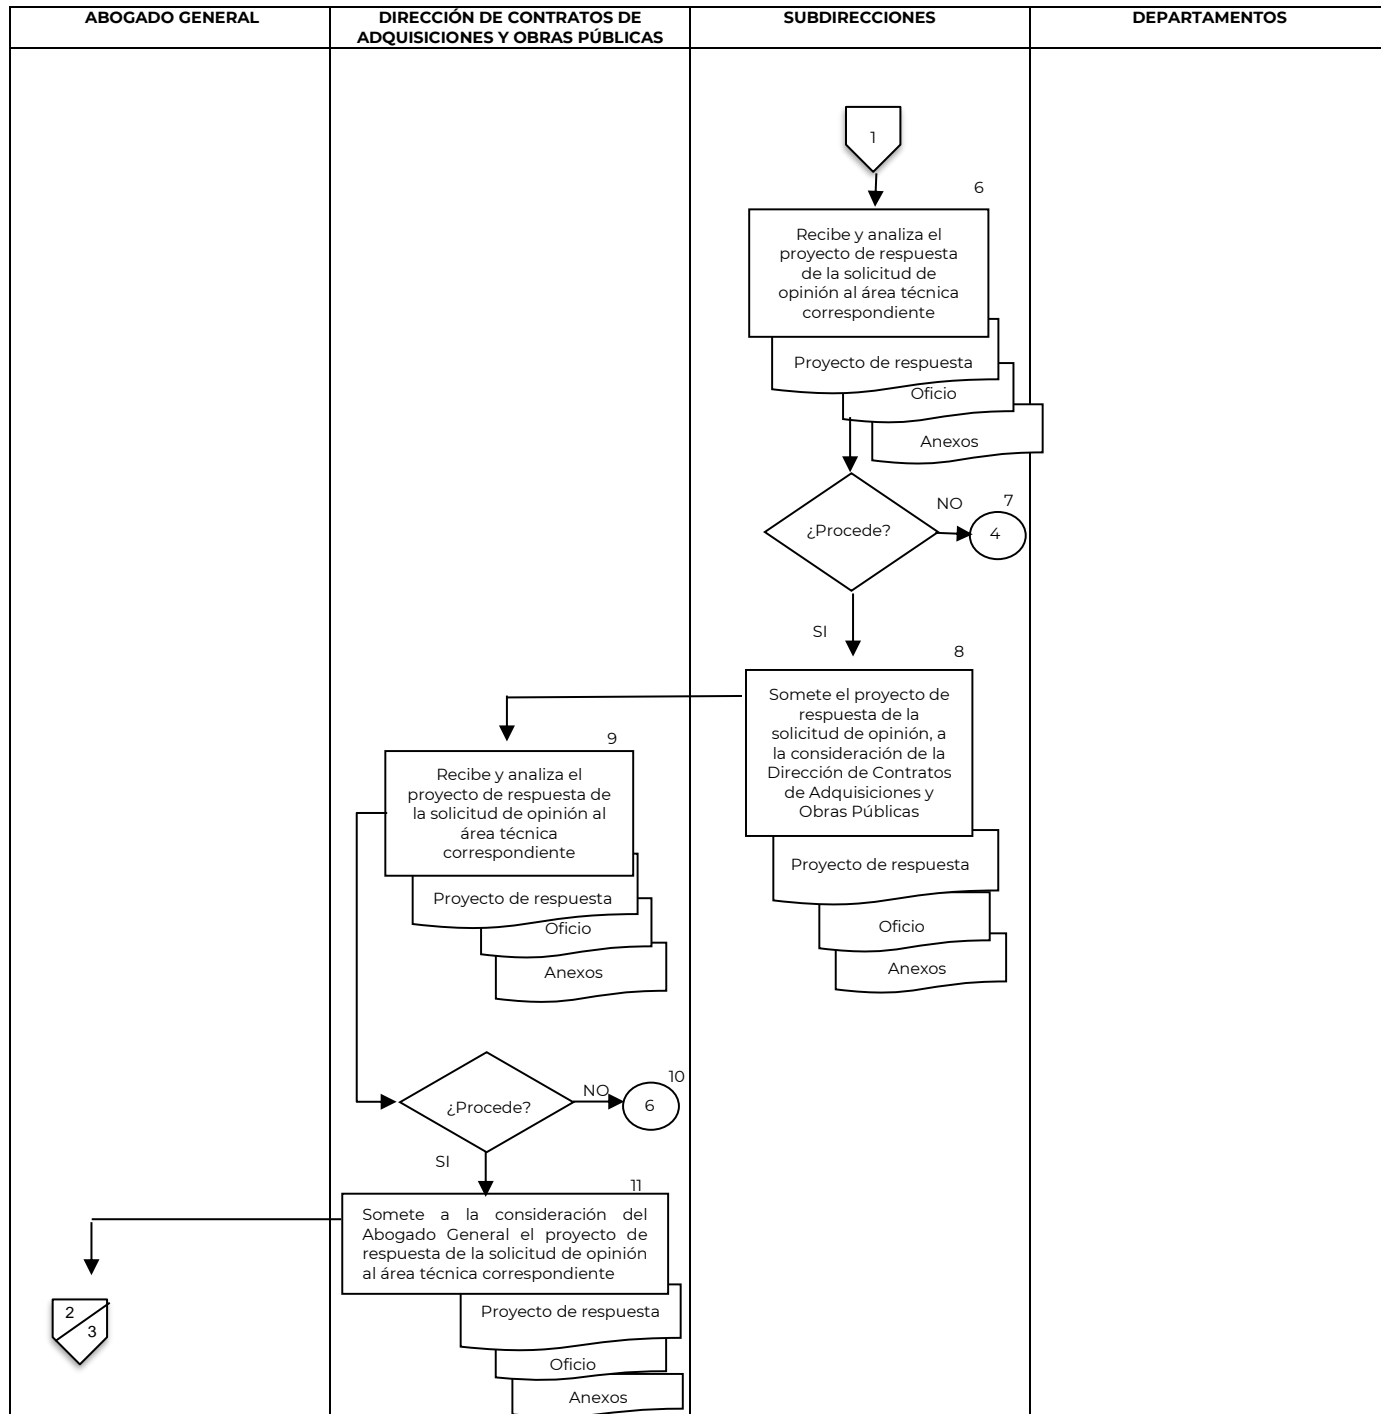 ABOGADO GENERAL
DIRECCIÓN DE CONTRATOS DE
ADQUISICIONES Y OBRAS PÚBLICAS
SUBDIRECCIONES
DEPARTAMENTOS
1
6
Recibe y analiza el
proyecto de respuesta
de la solicitud de
opinión al área técnica
correspondiente
Proyecto de respuesta
Oficio
Anexos
¿Procede?
NO
7
4
SI
8
Somete el proyecto de
respuesta de la
solicitud de opinión, a
la consideración de la
Dirección de Contratos
de Adquisiciones y
Obras Públicas
Proyecto de respuesta
Oficio
Anexos
9
Recibe y analiza el
proyecto de respuesta de
la solicitud de opinión al
área técnica
correspondiente
Proyecto de respuesta
Oficio
Anexos
¿Procede?
NO
10
6
SI
11
Somete a la consideración del
Abogado General el proyecto de
respuesta de la solicitud de opinión
al área técnica correspondiente
Proyecto de respuesta
Oficio
Anexos
2
3